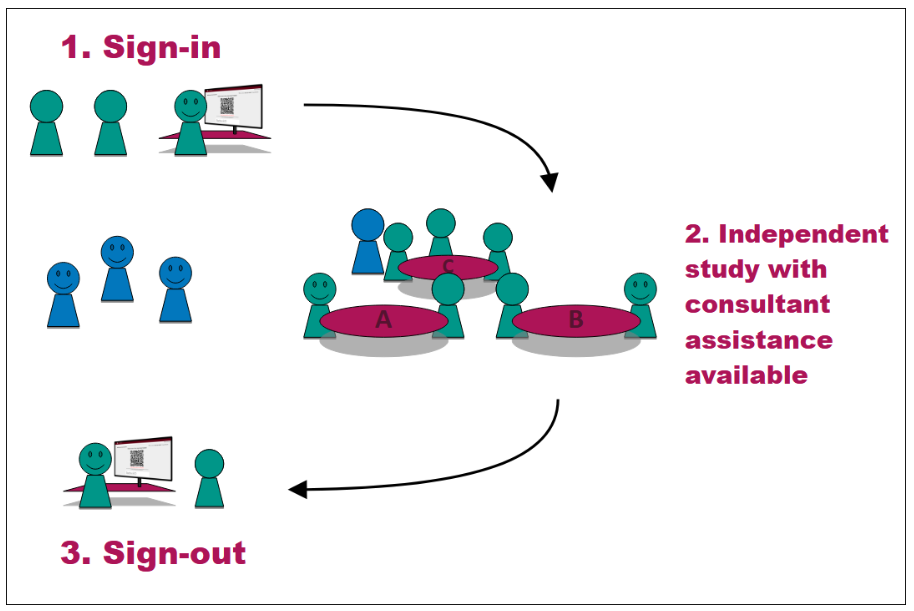 1. Sign-in
C
A
B
2. Independent
study with
consultant
assistance
available
3. Sign-out